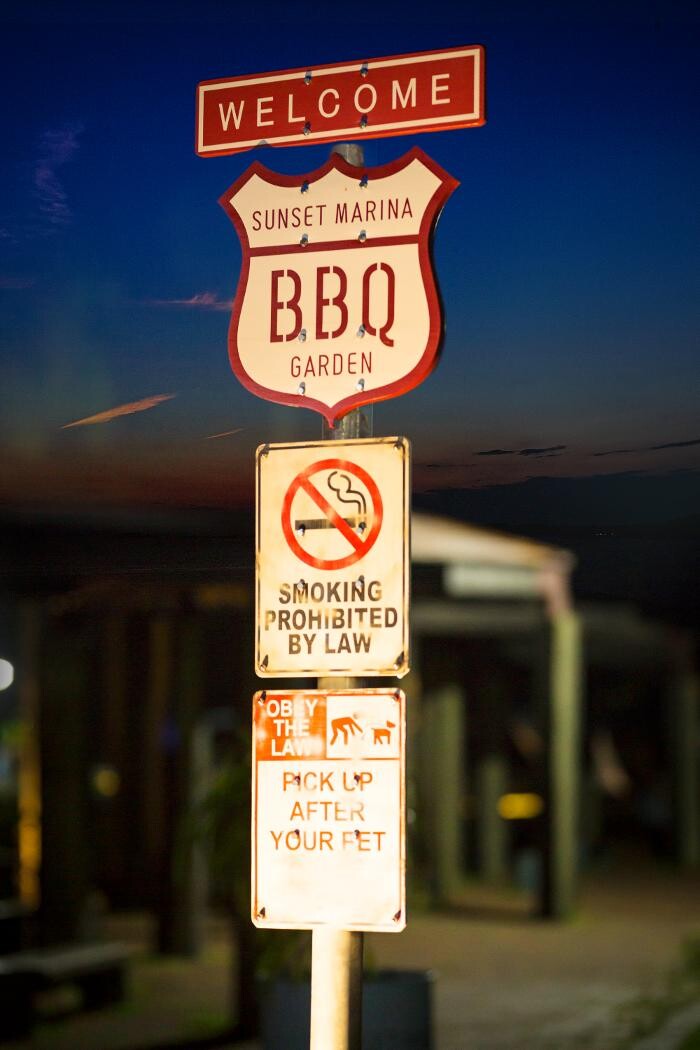 WELCOME
SUNSET MARINA
BBQ
GARDEN
SMOKING
PROHIBITED
BY LAW
OBEY
THE
LAW
PICK UP
AFTER
YOUR PET